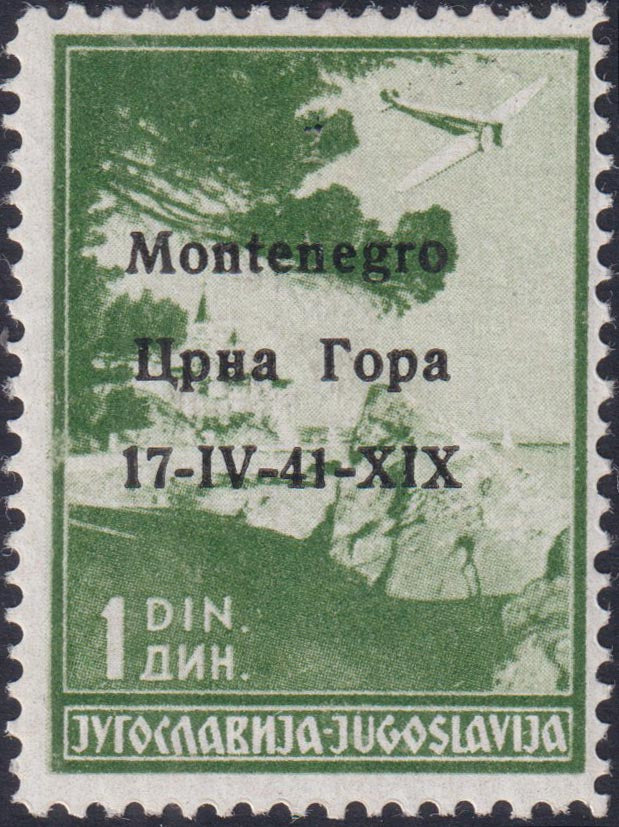 Montenegro
Црна Гора
17-IV-41-XIX
1 DIN.
ДИН.
ЈУГОСЛАВИЈА-JUGOSLAVIJA